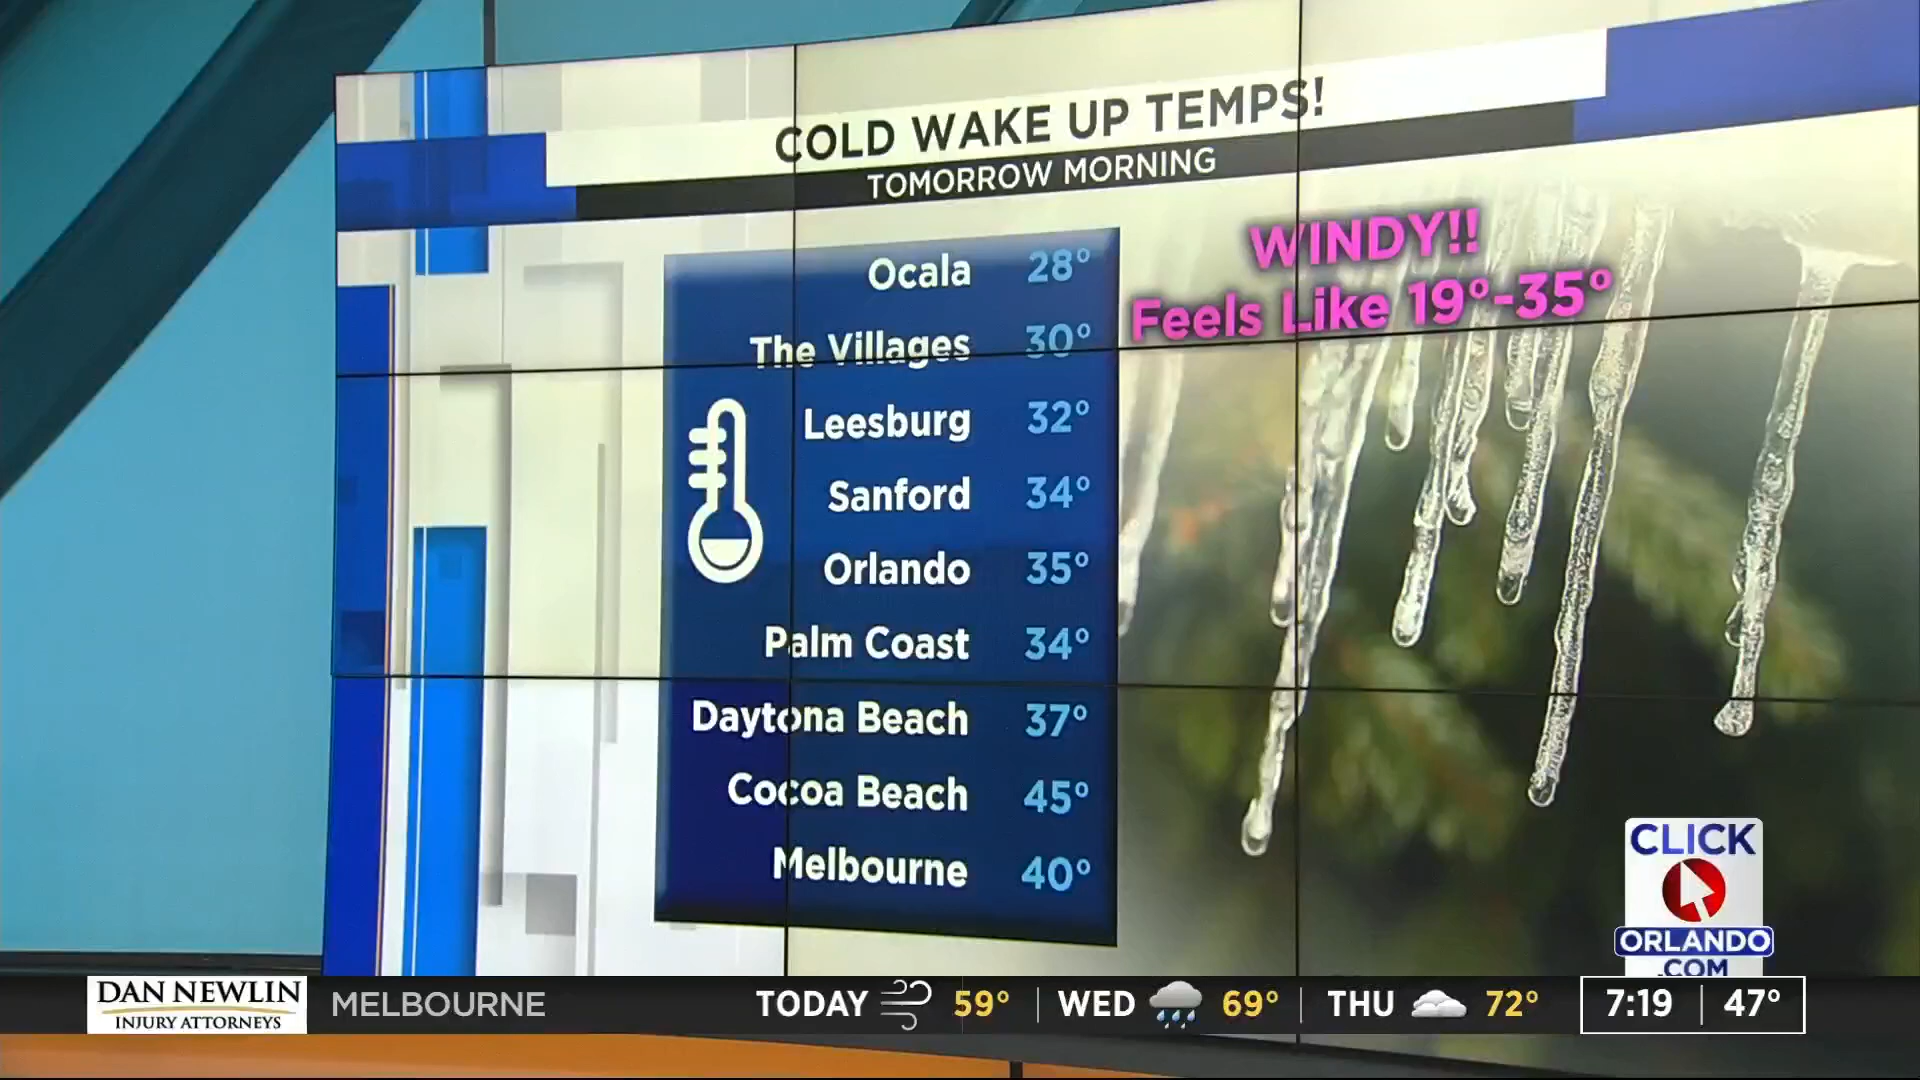 COLD WAKE UP TEMPS!
TOMORROW MORNING
WINDY!!
Feels Like 19°-35°
Ocala 28°
The Villages 30°
Leesburg 32°
Sanford 34°
Orlando 35°
Palm Coast 34°
Daytona Beach 37°
Cocoa Beach 45°
Melbourne 40°
CLICK
ORLANDO
.COM
DAN NEWLIN
INJURY ATTORNEYS
MELBOURNE TODAY 59° WED 69° THU 72° 7:19 47°